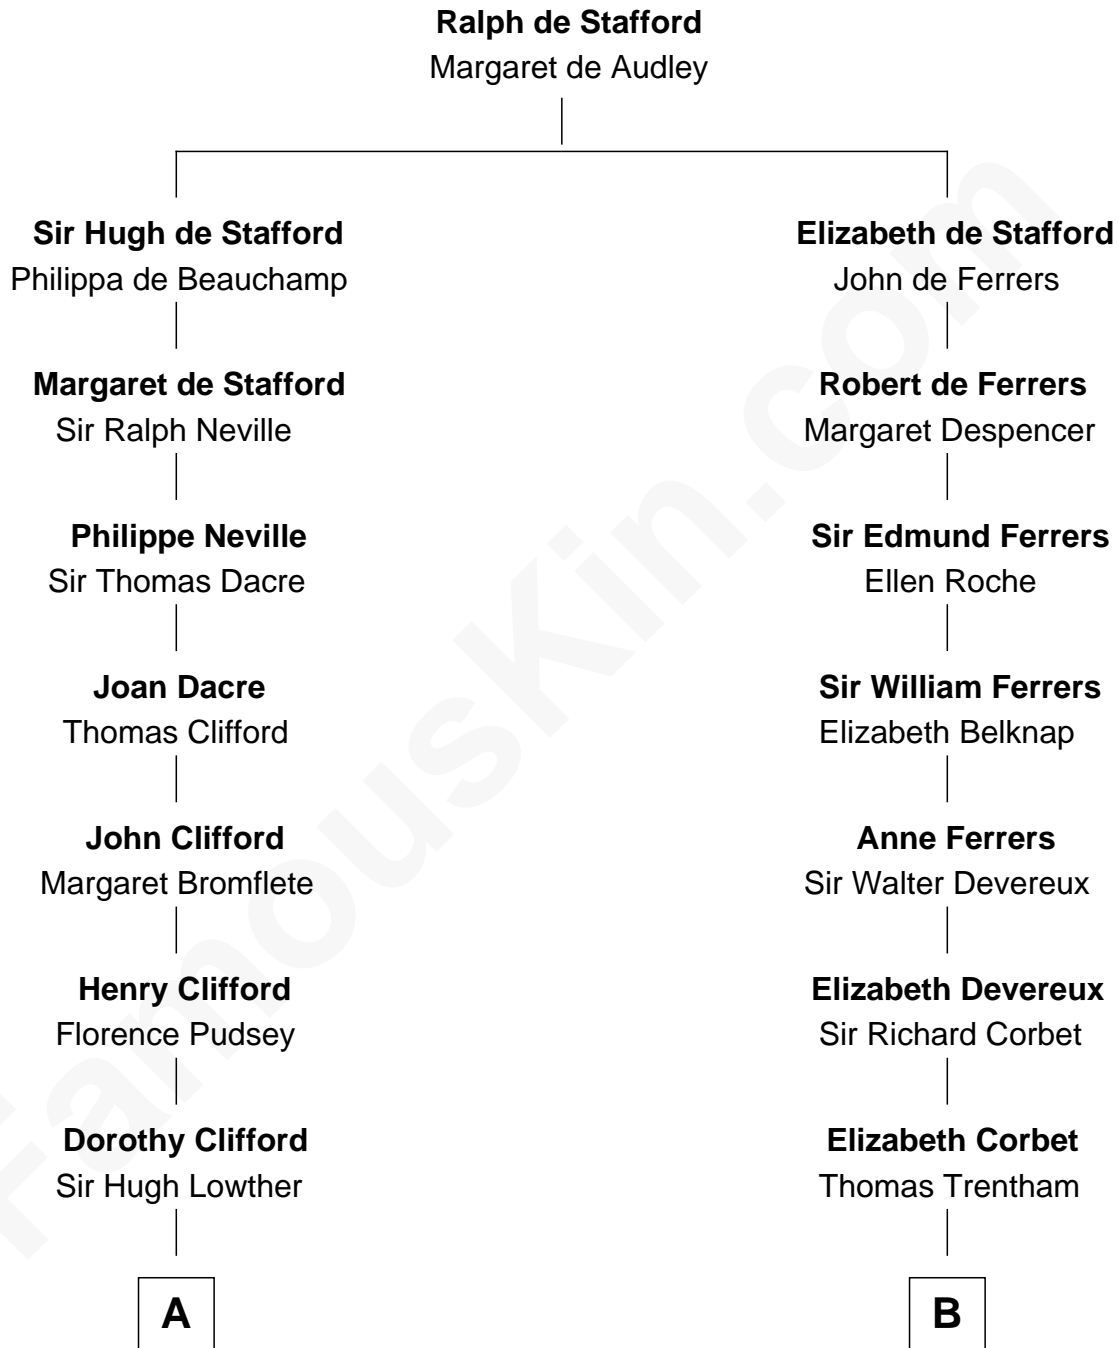 Ralph de Stafford
Margaret de Audley
Sir Hugh de Stafford
Philippa de Beauchamp
Margaret de Stafford
Sir Ralph Neville
Philippe Neville
Sir Thomas Dacre
Joan Dacre
Thomas Clifford
John Clifford
Margaret Bromflete
Henry Clifford
Florence Pudsey
Dorothy Clifford
Sir Hugh Lowther
A
Elizabeth de Stafford
John de Ferrers
Robert de Ferrers
Margaret Despencer
Sir Edmund Ferrers
Ellen Roche
Sir William Ferrers
Elizabeth Belknap
Anne Ferrers
Sir Walter Devereux
Elizabeth Devereux
Sir Richard Corbet
Elizabeth Corbet
Thomas Trentham
B
FamousKin.com